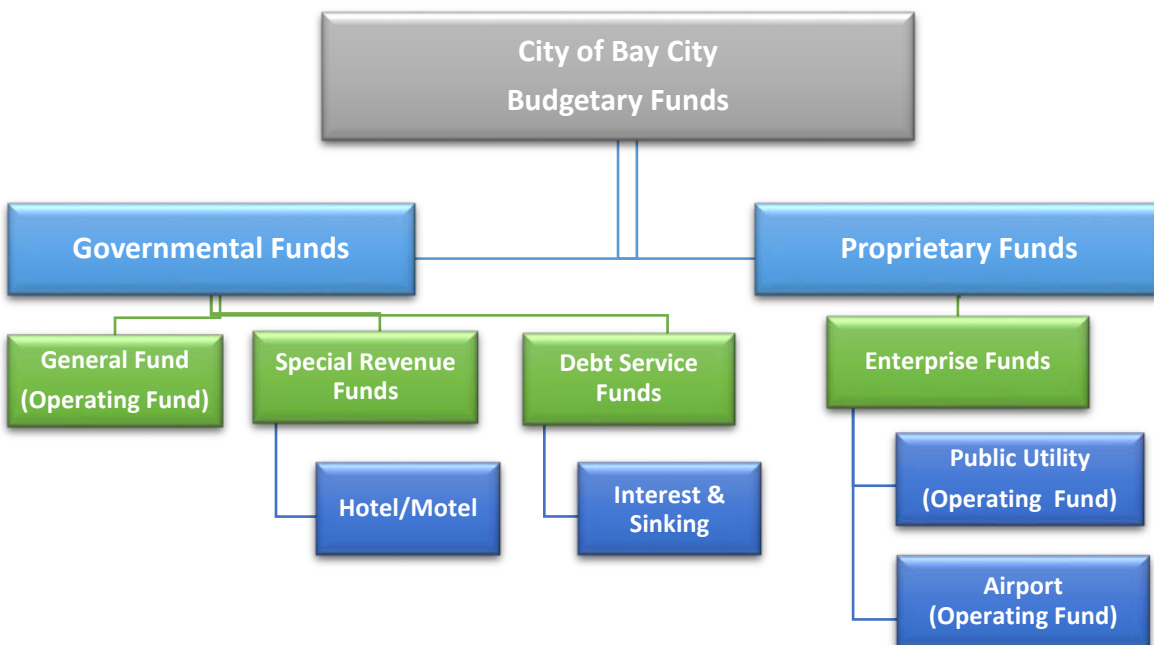 City of Bay City
Budgetary Funds
Governmental Funds
Proprietary Funds
General Fund
(Operating Fund)
Special Revenue
Funds
Debt Service
Funds
Enterprise Funds
Hotel/Motel
Interest &
Sinking
Public Utility
(Operating Fund)
Airport
(Operating Fund)